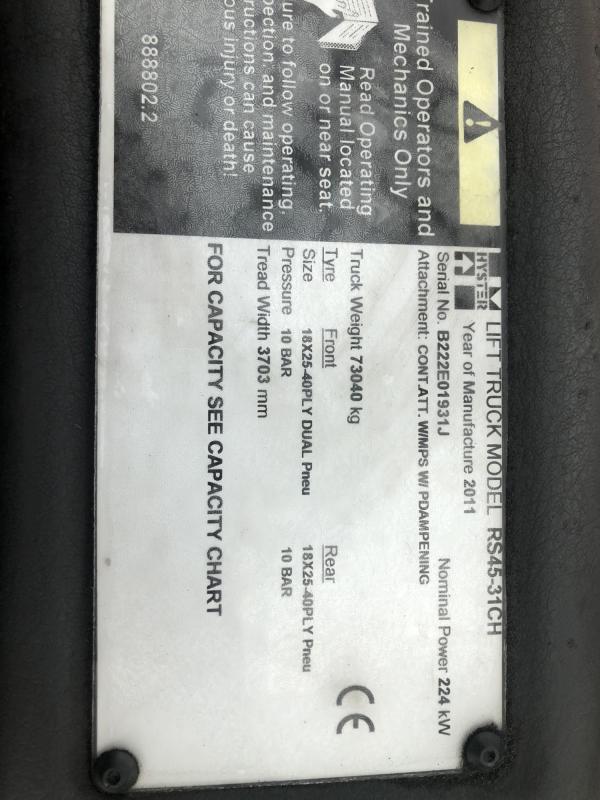 Trained Operators and
Mechanics Only
Read Operating
Manual located
on or near seat.
ure to follow operating,
pection, and maintenance
ructions can cause
ous injury or death!
888802.2
HYSTER
LIFT TRUCK MODEL RS45-31CH
Year of Manufacture 2011
Serial No. B222E01931J Nominal Power 224 kW
Attachment: CONT.ATT. W/MPS W/ PDAMPENING
Truck Weight 73040 kg
Tyre Front Rear
Size 18X25-40PLY DUAL Pneu 18X25-40PLY Pneu
Pressure 10 BAR 10 BAR
Tread Width 3703 mm
FOR CAPACITY SEE CAPACITY CHART
CE